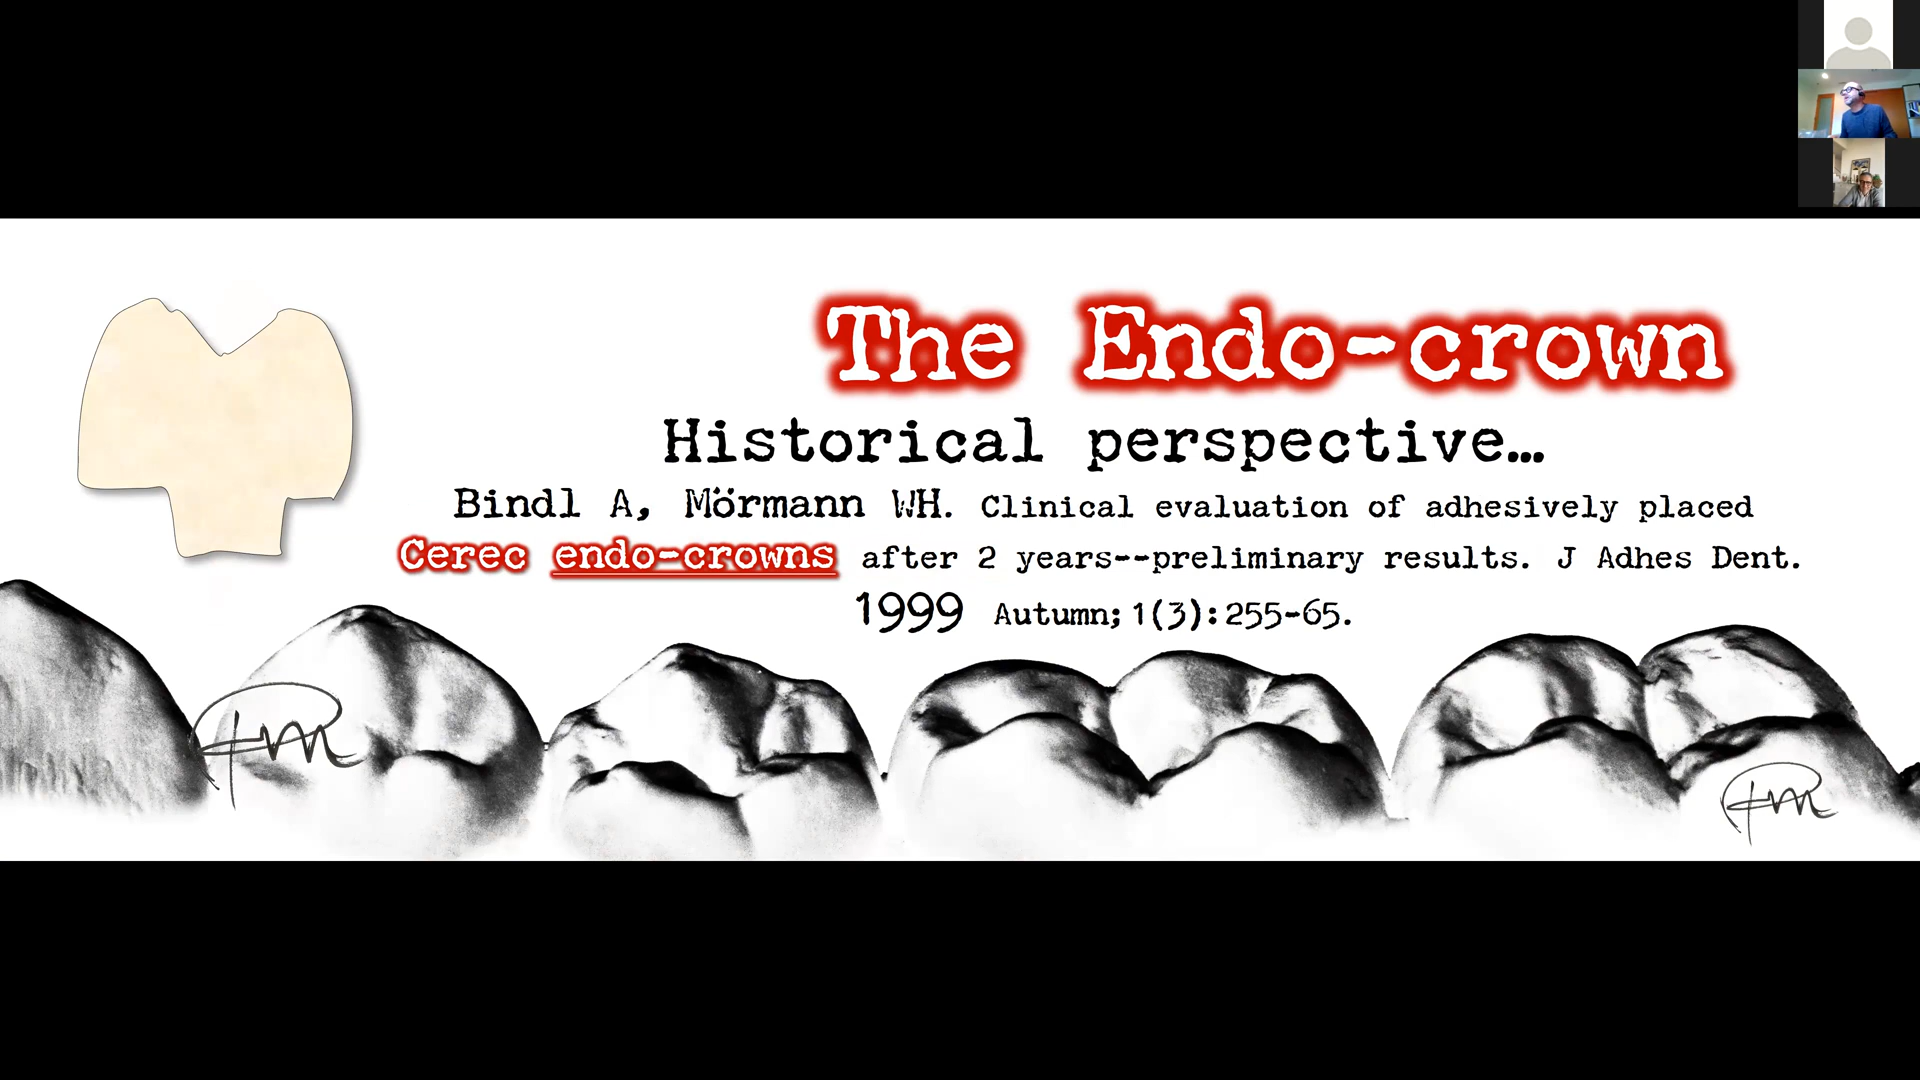 The Endo-crown
Historical perspective…
Bindl A, Mörmann WH. Clinical evaluation of adhesively placed
Cerec endo-crowns after 2 years--preliminary results. J Adhes Dent.
1999 Autumn;1(3):255-65.